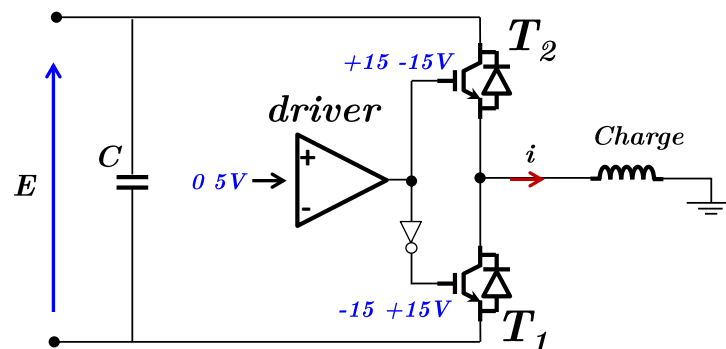 T2
+15 -15V
driver
Charge
C
i
E
0 5V
+
-
-15 +15V
T1